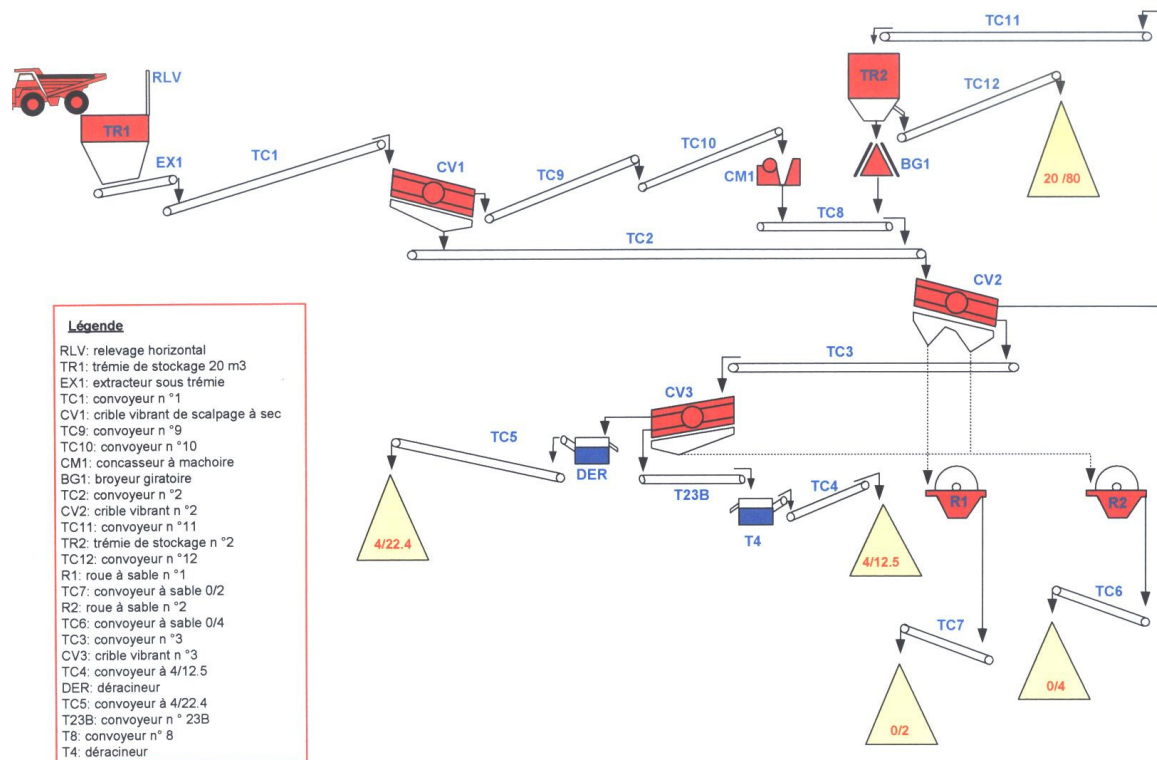 TC11
RLV
TR2
TC12
TR1
EX1
TC1
CV1
TC9
TC10
CM1
BG1
20 /80
TC8
TC2
CV2
TC3
CV3
TC5
DER
T23B
TC4
T4
R1
R2
4/22.4
4/12.5
TC6
TC7
0/4
0/2
Légende
RLV: relevage horizontal
TR1: trémie de stockage 20 m3
EX1: extracteur sous trémie
TC1: convoyeur n °1
CV1: crible vibrant de scalpage à sec
TC9: convoyeur n °9
TC10: convoyeur n °10
CM1: concasseur à machoire
BG1: broyeur giratoire
TC2: convoyeur n °2
CV2: crible vibrant n °2
TC11: convoyeur n °11
TR2: trémie de stockage n °2
TC12: convoyeur n °12
R1: roue à sable n °1
TC7: convoyeur à sable 0/2
R2: roue à sable n °2
TC6: convoyeur à sable 0/4
TC3: convoyeur n °3
CV3: crible vibrant n °3
TC4: convoyeur à 4/12.5
DER: déracineur
TC5: convoyeur à 4/22.4
T23B: convoyeur n ° 23B
T8: convoyeur n° 8
T4: déracineur